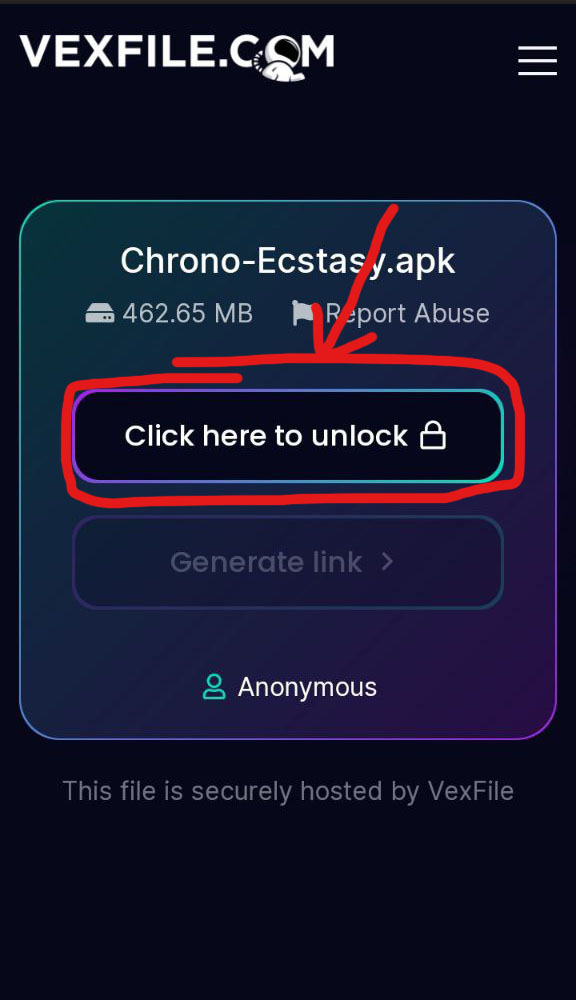 VEXFILE.COM
Chrono-Ecstasy.apk
462.65 MB Report Abuse
Click here to unlock
Generate link
Anonymous
This file is securely hosted by VexFile